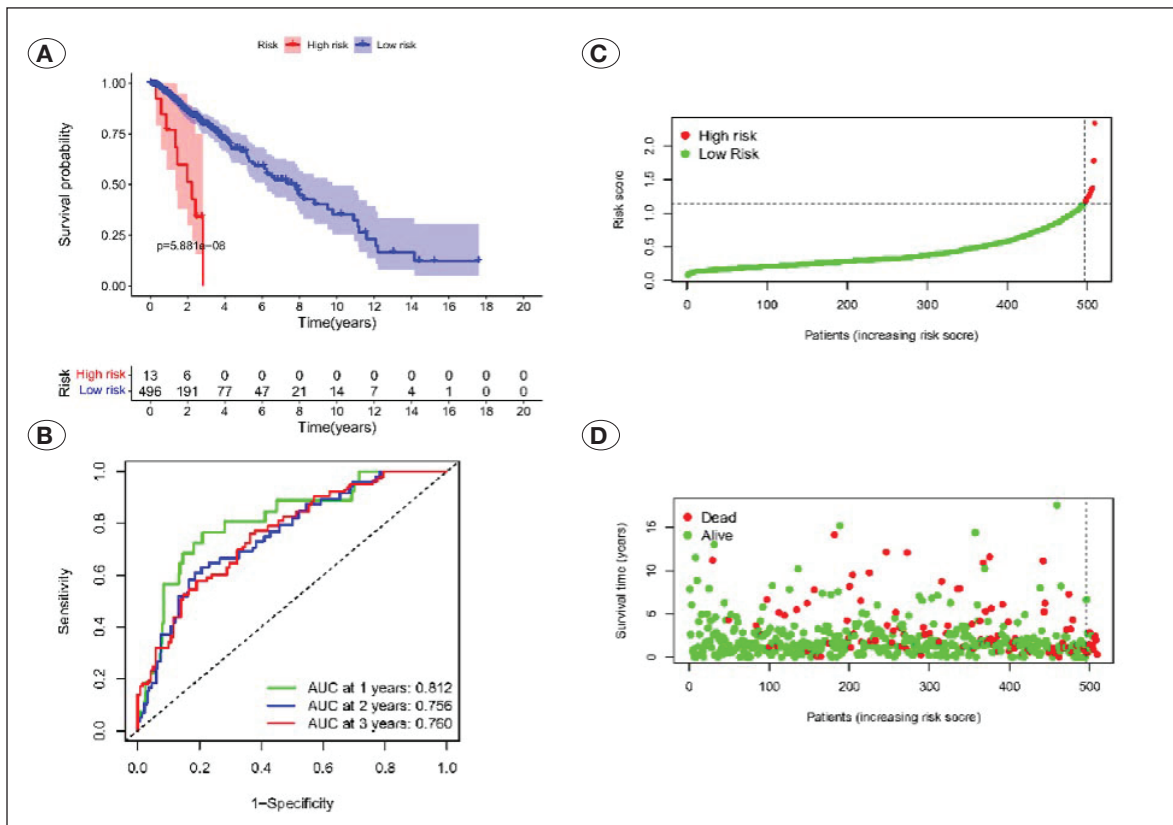 A
Risk High risk Low risk
1.00
0.75
0.50
0.25
0.00
Survival probability
p=5.881e−08
0 2 4 6 8 10 12 14 16 18 20
Time(years)
Risk
High risk 13 6 0 0 0 0 0 0 0 0 0
Low risk 496 191 77 47 21 14 7 4 1 0 0
0 2 4 6 8 10 12 14 16 18 20
Time(years)
B
1.0
0.8
0.6
0.4
0.2
0.0
Sensitivity
AUC at 1 years: 0.812
AUC at 2 years: 0.756
AUC at 3 years: 0.760
0.0 0.2 0.4 0.6 0.8 1.0
1−Specificity
C
High risk
Low Risk
2.0
1.5
1.0
0.5
0.0
Risk score
0 100 200 300 400 500
Patients (increasing risk socre)
D
Dead
Alive
15
10
5
0
Survival time (years)
0 100 200 300 400 500
Patients (increasing risk socre)